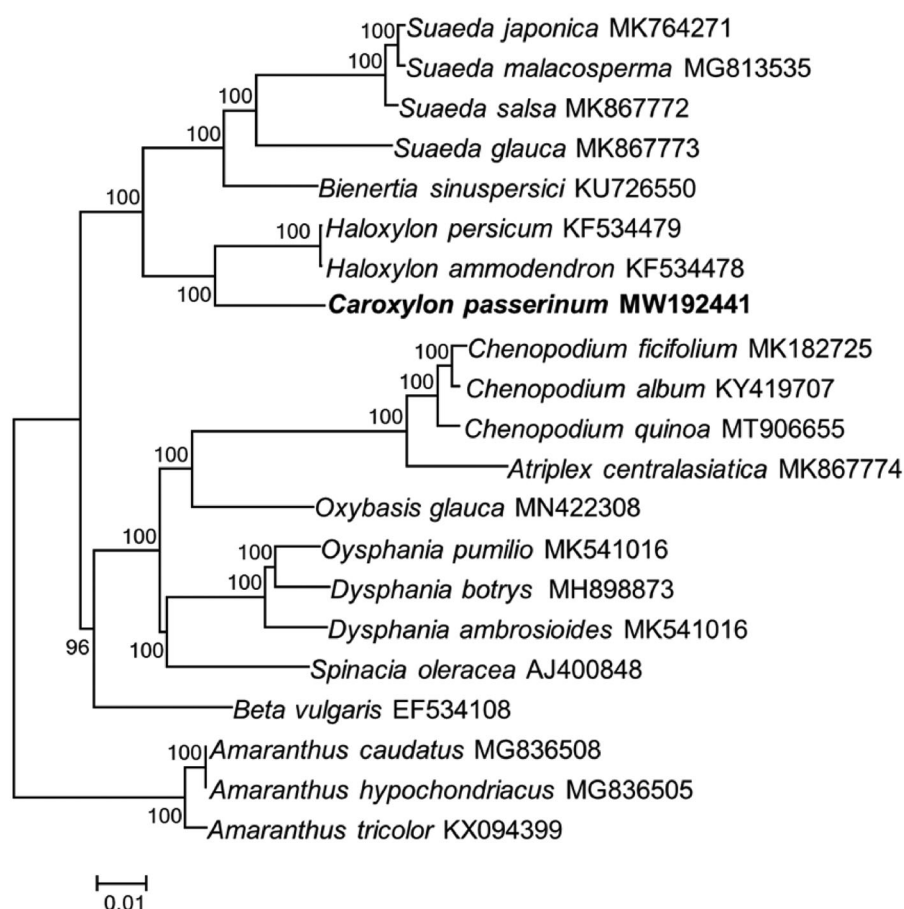 100
Suaeda japonica MK764271
100
Suaeda malacosperma MG813535
100
Suaeda salsa MK867772
100
Suaeda glauca MK867773
100
Bienertia sinuspersici KU726550
100
Haloxylon persicum KF534479
Haloxylon ammodendron KF534478
100
Caroxylon passerinum MW192441
100
Chenopodium ficifolium MK182725
100
Chenopodium album KY419707
100
Chenopodium quinoa MT906655
100
Atriplex centralasiatica MK867774
Oxybasis glauca MN422308
100
100
Oysphania pumilio MK541016
100
Dysphania botrys MH898873
Dysphania ambrosioides MK541016
96
100
Spinacia oleracea AJ400848
Beta vulgaris EF534108
100
Amaranthus caudatus MG836508
Amaranthus hypochondriacus MG836505
100
Amaranthus tricolor KX094399
0.01